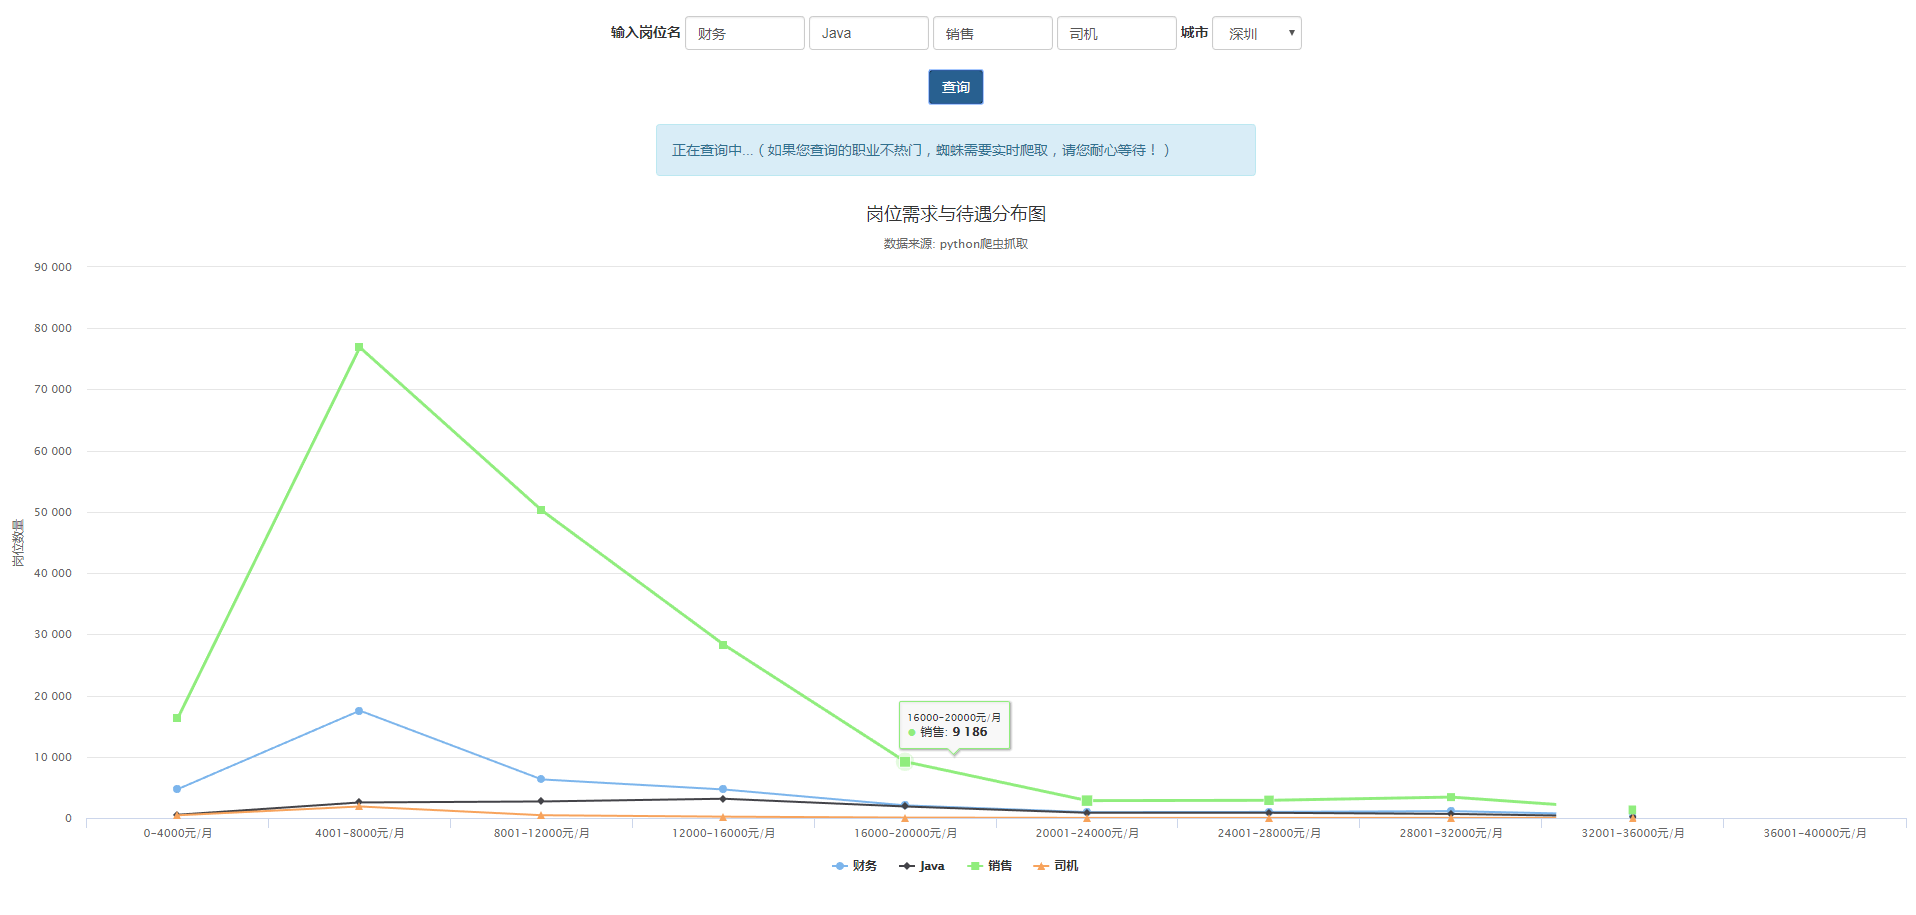 输入岗位名 财务 Java 销售 司机 城市 深圳
查询
正在查询中...（如果您查询的职业不热门，蜘蛛需要实时爬取，请您耐心等待！）
岗位需求与待遇分布图
数据来源: python爬虫抓取
岗位数量
90 000
80 000
70 000
60 000
50 000
40 000
30 000
20 000
10 000
0
16000-20000元/月
销售: 9 186
0-4000元/月 4001-8000元/月 8001-12000元/月 12000-16000元/月 16000-20000元/月 20001-24000元/月 24001-28000元/月 28001-32000元/月 32001-36000元/月 36001-40000元/月
财务 Java 销售 司机